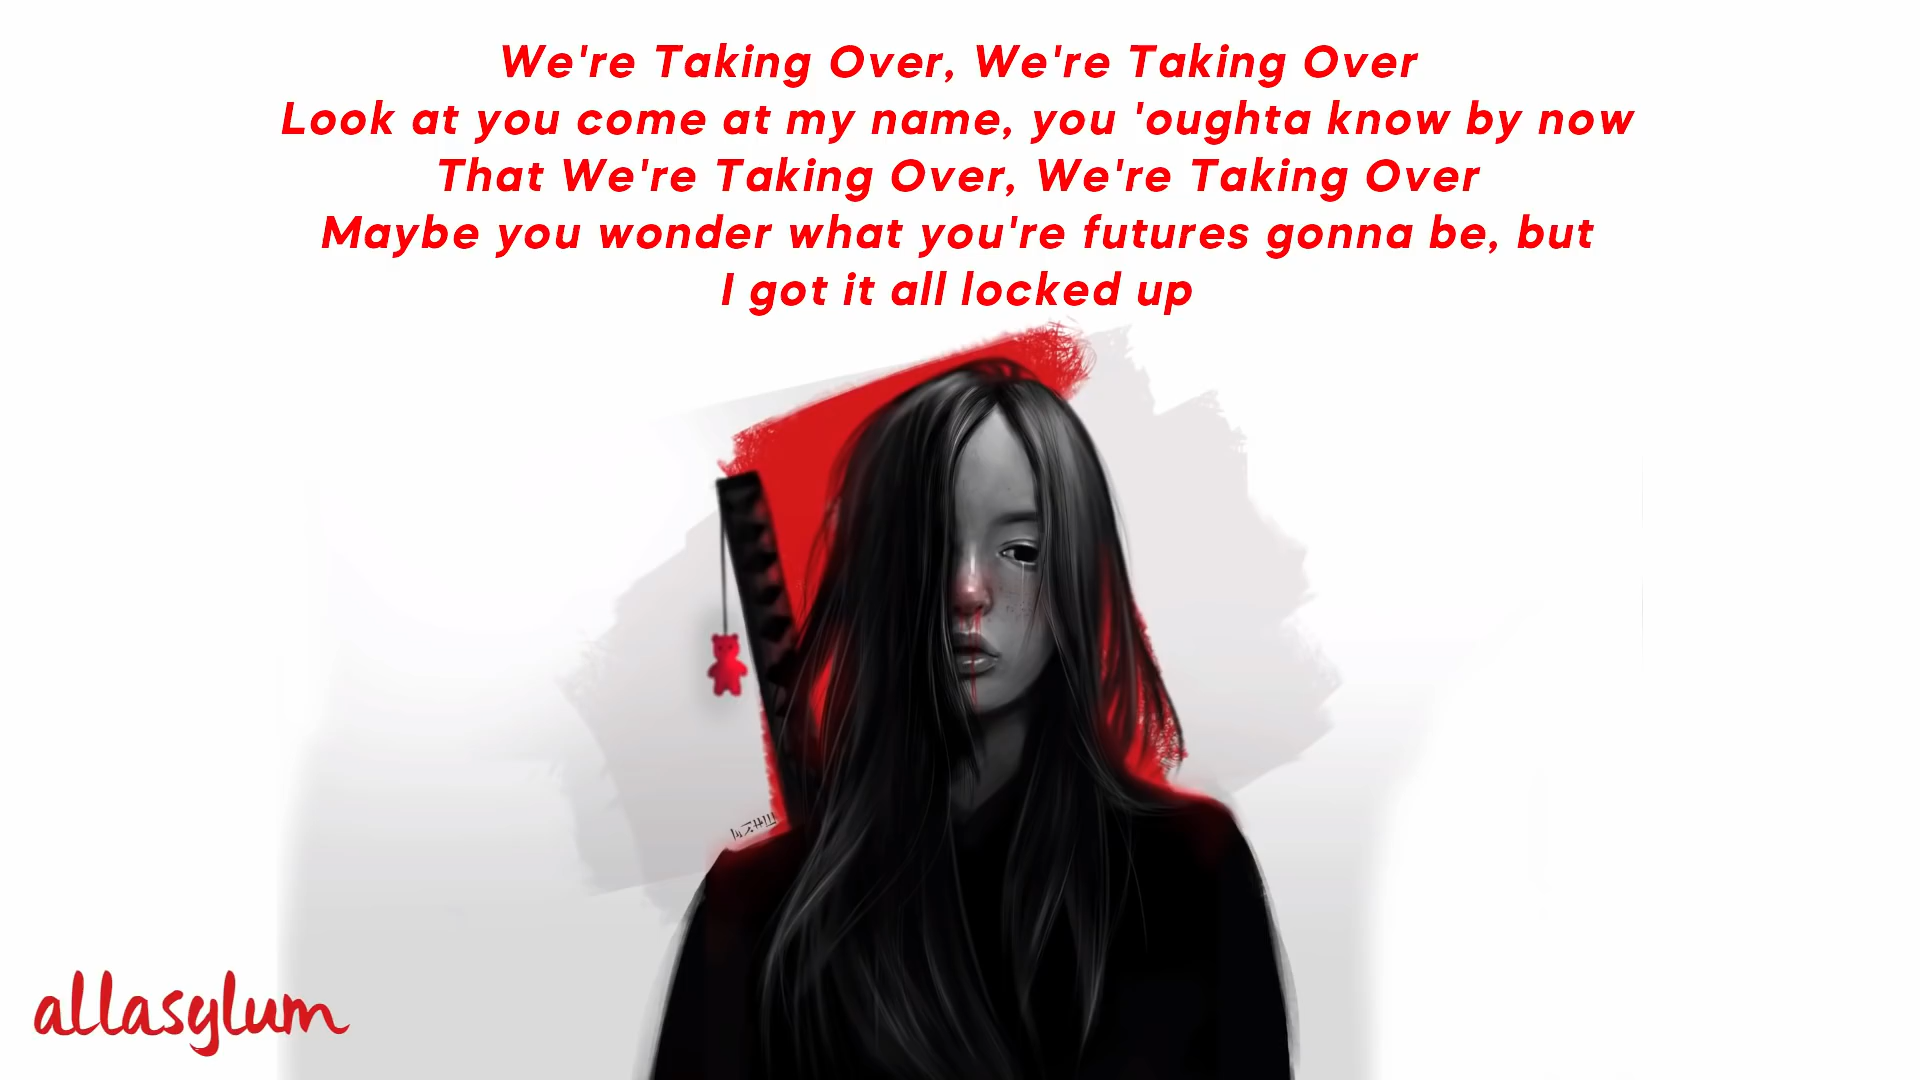 We're Taking Over, We're Taking Over
Look at you come at my name, you 'oughta know by now
That We're Taking Over, We're Taking Over
Maybe you wonder what you're futures gonna be, but
I got it all locked up
allasylum